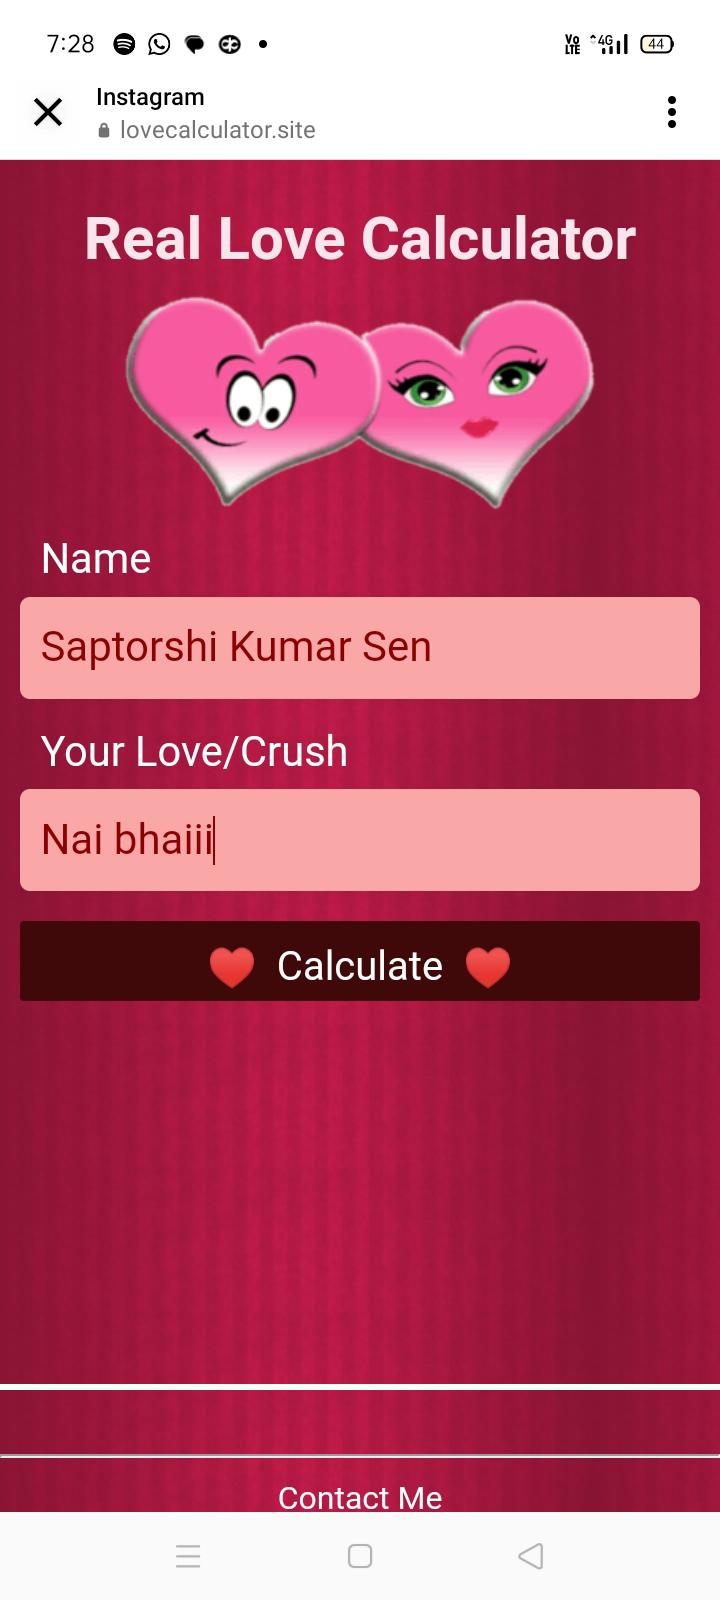 7:28
Vo LTE 4G 44
Instagram
lovecalculator.site
Real Love Calculator
Name
Saptorshi Kumar Sen
Your Love/Crush
Nai bhaiii
♥ Calculate ♥
Contact Me